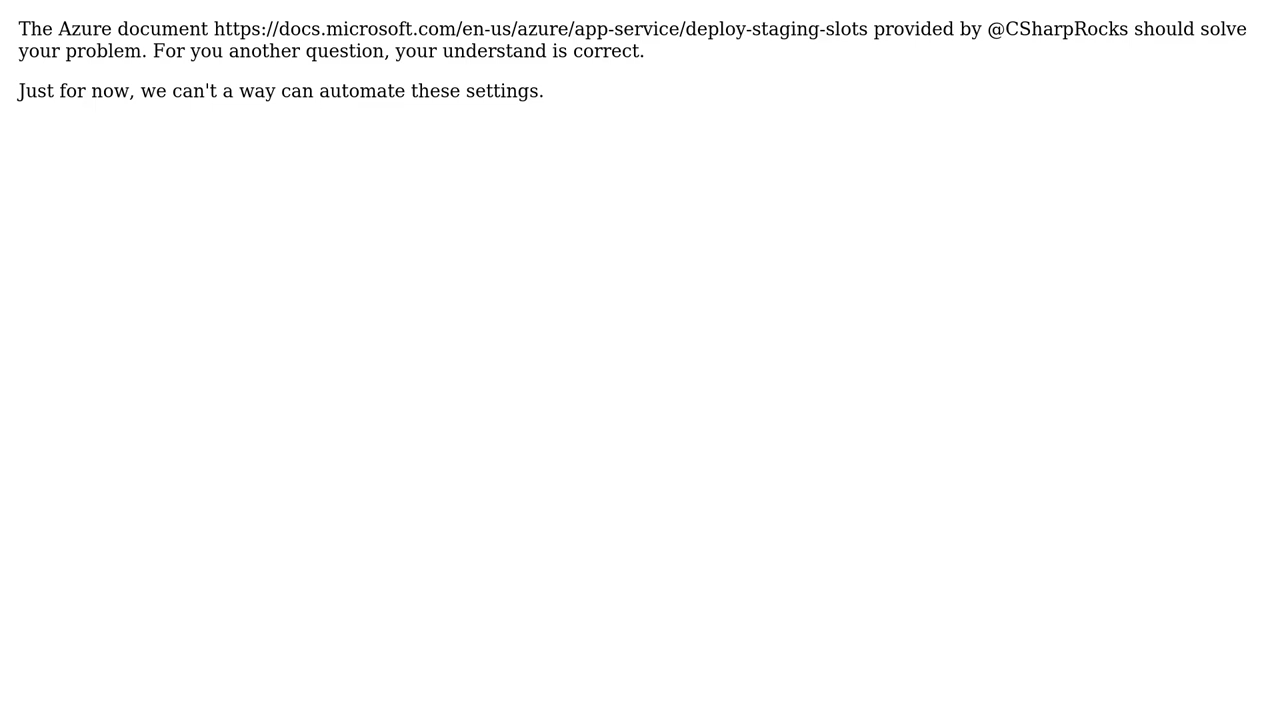 The Azure document https://docs.microsoft.com/en-us/azure/app-service/deploy-staging-slots provided by @CSharpRocks should solve
your problem. For you another question, your understand is correct.
Just for now, we can't a way can automate these settings.